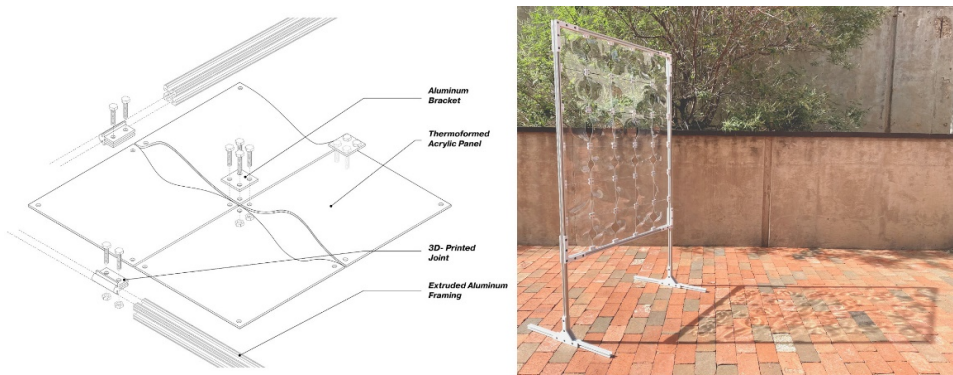 Aluminum
Bracket
Thermoformed
Acrylic Panel
3D- Printed
Joint
Extruded Aluminum
Framing